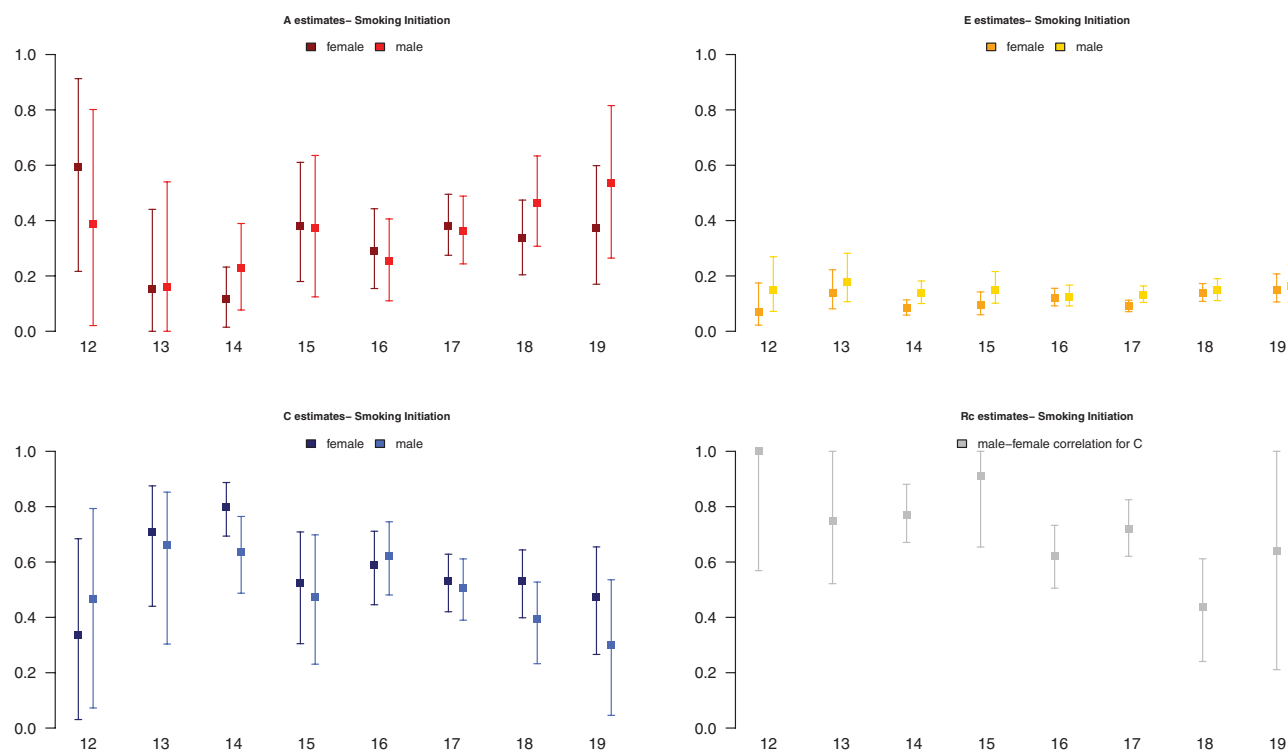 A estimates– Smoking Initiation
female male
1.0
0.8
0.6
0.4
0.2
0.0
12 13 14 15 16 17 18 19
E estimates– Smoking Initiation
female male
1.0
0.8
0.6
0.4
0.2
0.0
12 13 14 15 16 17 18 19
C estimates– Smoking Initiation
female male
1.0
0.8
0.6
0.4
0.2
0.0
12 13 14 15 16 17 18 19
Rc estimates– Smoking Initiation
male–female correlation for C
1.0
0.8
0.6
0.4
0.2
0.0
12 13 14 15 16 17 18 19